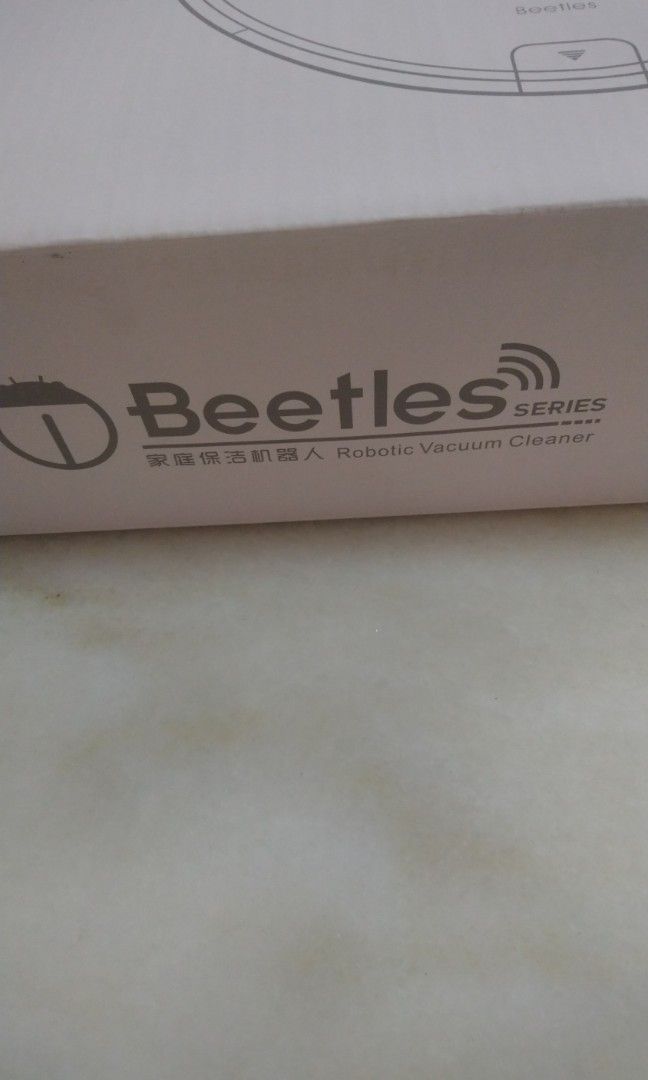 Beetles
Beetles SERIES
家庭保洁机器人 Robotic Vacuum Cleaner